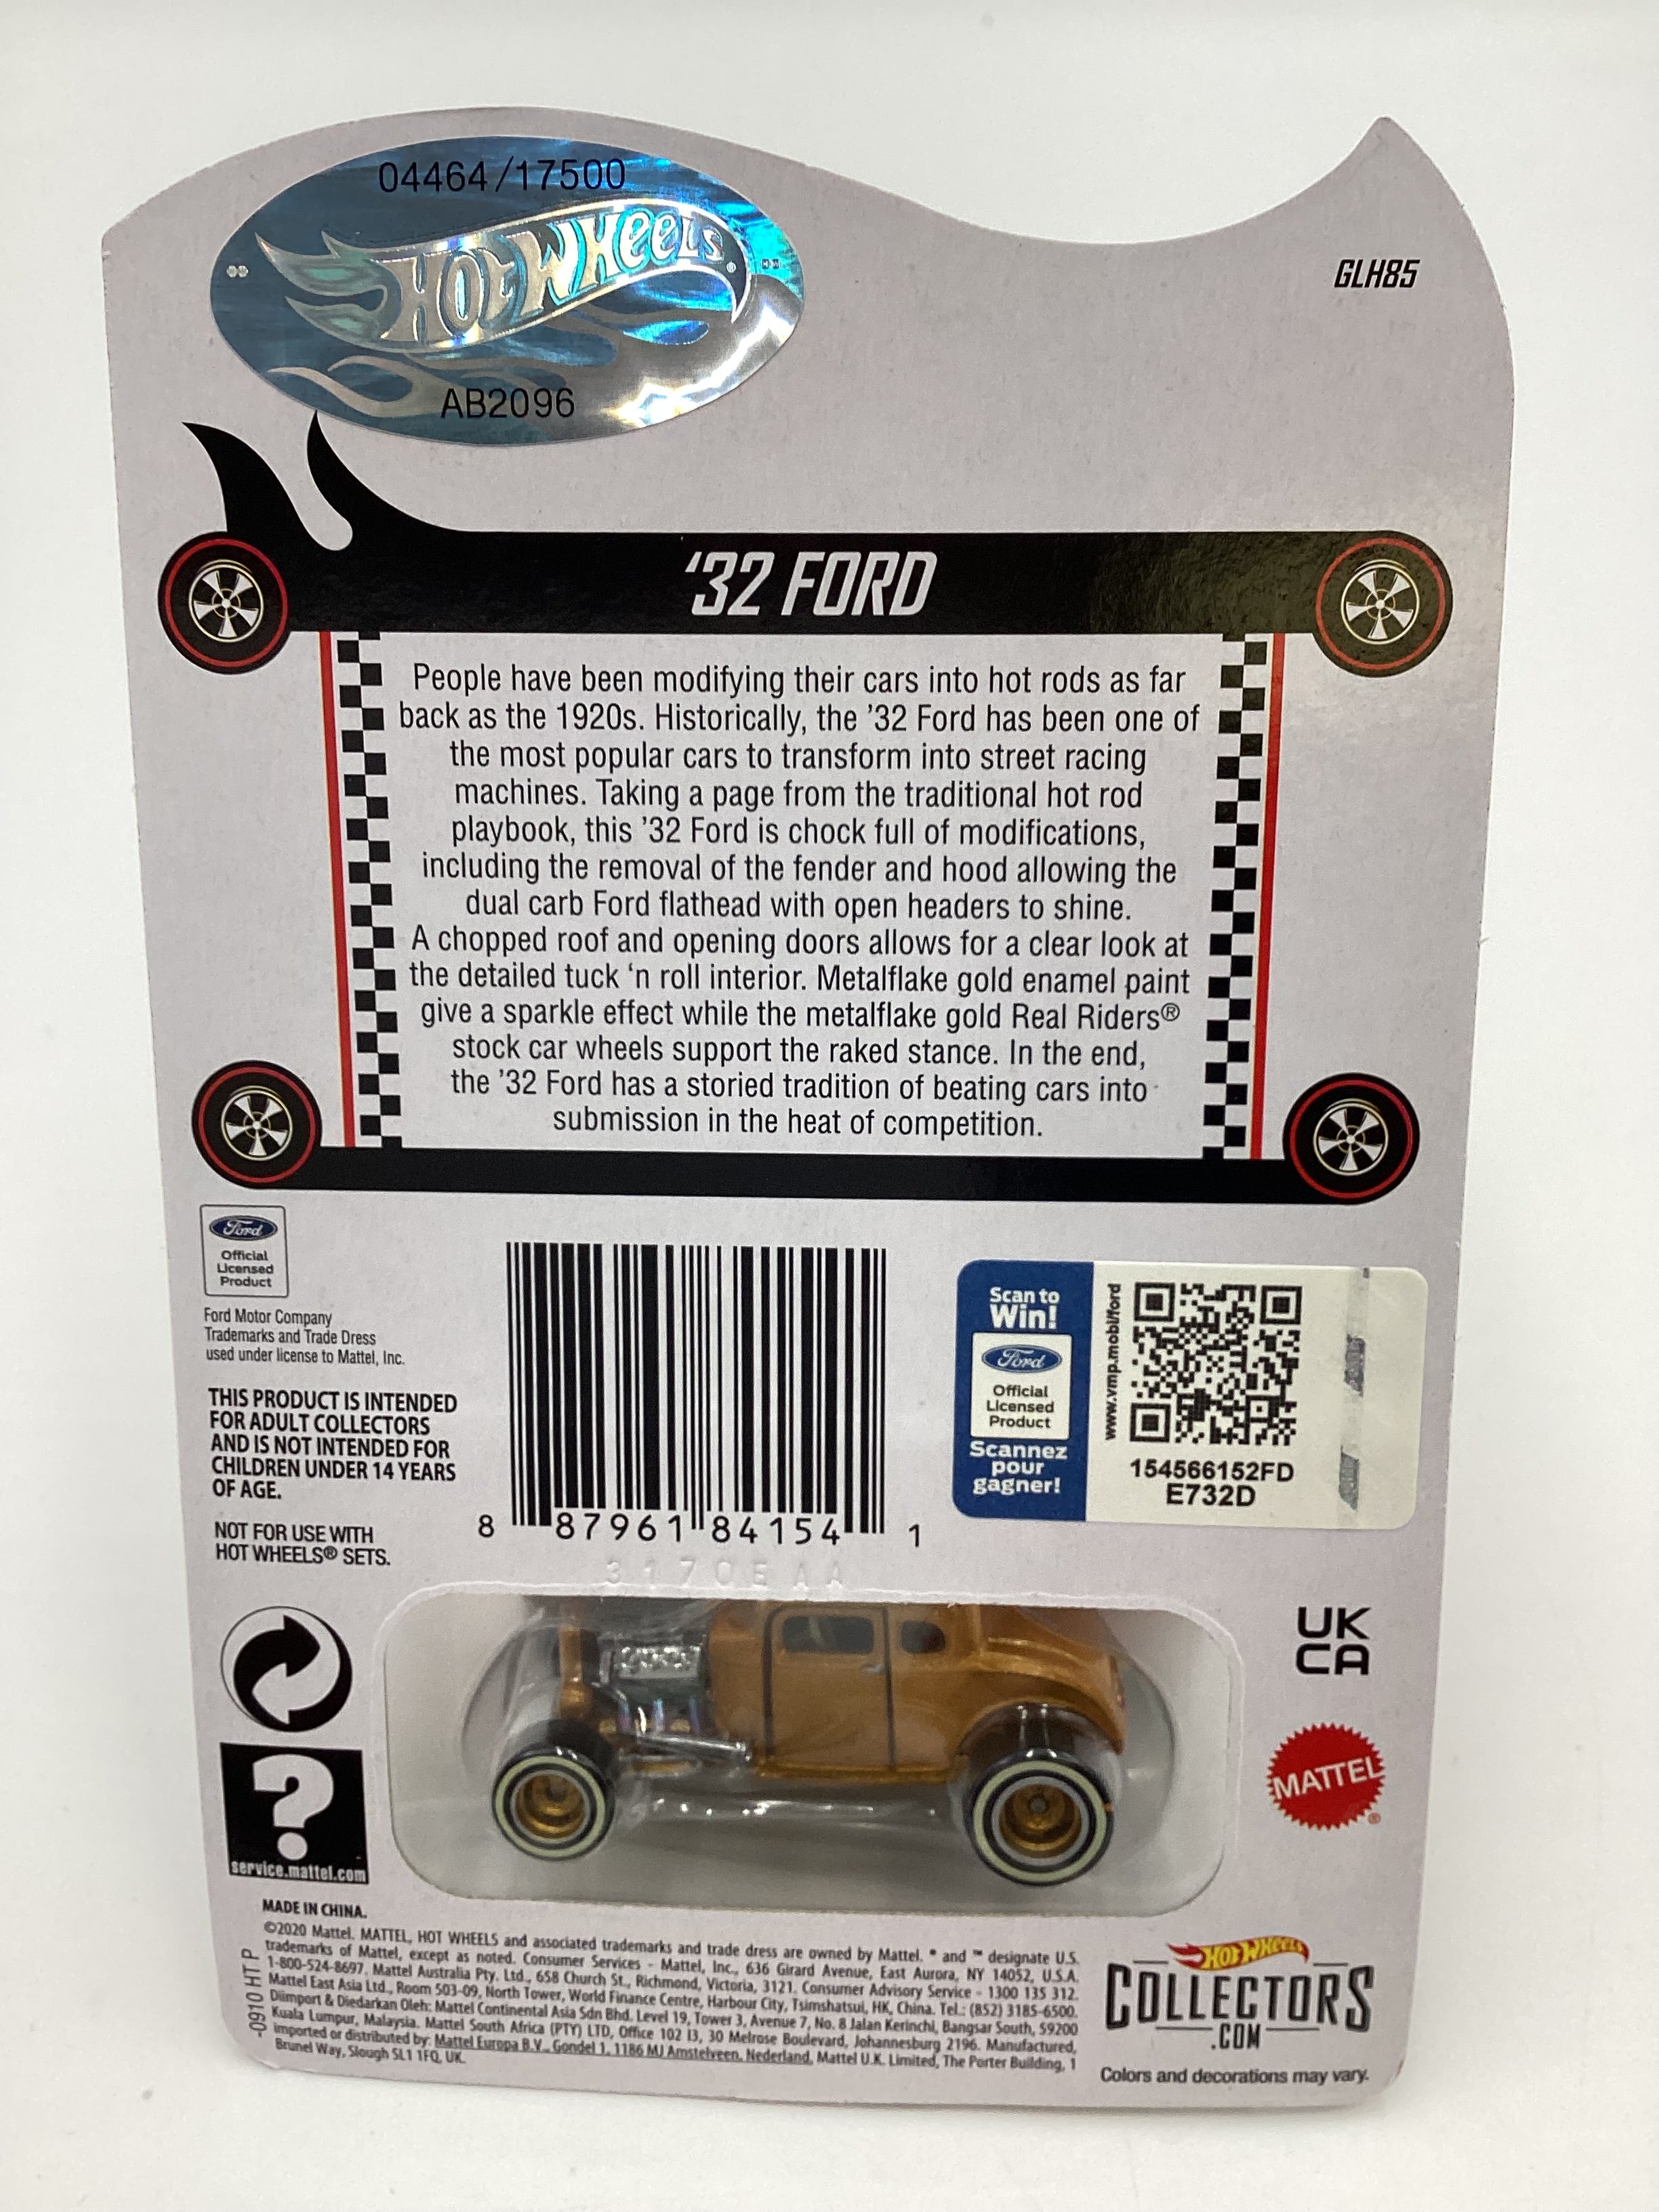 04464/17500
HOT WHEELS
AB2096
GLH85
'32 FORD
People have been modifying their cars into hot rods as far
back as the 1920s. Historically, the '32 Ford has been one of
the most popular cars to transform into street racing
machines. Taking a page from the traditional hot rod
playbook, this '32 Ford is chock full of modifications,
including the removal of the fender and hood allowing the
dual carb Ford flathead with open headers to shine.
A chopped roof and opening doors allows for a clear look at
the detailed tuck 'n roll interior. Metalflake gold enamel paint
give a sparkle effect while the metalflake gold Real Riders®
stock car wheels support the raked stance. In the end,
the '32 Ford has a storied tradition of beating cars into
submission in the heat of competition.
Ford
Official
Licensed
Product
Ford Motor Company
Trademarks and Trade Dress
used under license to Mattel, Inc.
THIS PRODUCT IS INTENDED
FOR ADULT COLLECTORS
AND IS NOT INTENDED FOR
CHILDREN UNDER 14 YEARS
OF AGE.
NOT FOR USE WITH
HOT WHEELS® SETS.
8 87961 84154 1
3170EAA
Scan to
Win!
Ford
Official
Licensed
Product
Scannez
pour
gagner!
www.vmp.mobi/ford
154566152FD
E732D
UK
CA
MATTEL®
service.mattel.com
MADE IN CHINA.
©2020 Mattel. MATTEL, HOT WHEELS and associated trademarks and trade dress are owned by Mattel. ® and ™ designate U.S.
trademarks of Mattel, except as noted. Consumer Services - Mattel, Inc., 636 Girard Avenue, East Aurora, NY 14052, U.S.A.
1-800-524-8697. Mattel Australia Pty. Ltd., 658 Church St., Richmond, Victoria, 3121. Consumer Advisory Service - 1300 135 312.
Mattel East Asia Ltd., Room 503-09, North Tower, World Finance Centre, Harbour City, Tsimshatsui, HK, China. Tel.: (852) 3185-6500.
Diimport & Diedarkan Oleh: Mattel Continental Asia Sdn Bhd. Level 19, Tower 3, Avenue 7, No. 8 Jalan Kerinchi, Bangsar South, 59200
Kuala Lumpur, Malaysia. Mattel South Africa (PTY) LTD, Office 102 I3, 30 Melrose Boulevard, Johannesburg 2196. Manufactured,
imported or distributed by: Mattel Europa B.V., Gondel 1, 1186 MJ Amstelveen, Nederland. Mattel U.K. Limited, The Porter Building, 1
Brunel Way, Slough SL1 1FQ, UK.
-0910 HT P
HOT WHEELS
COLLECTORS
.COM
Colors and decorations may vary.